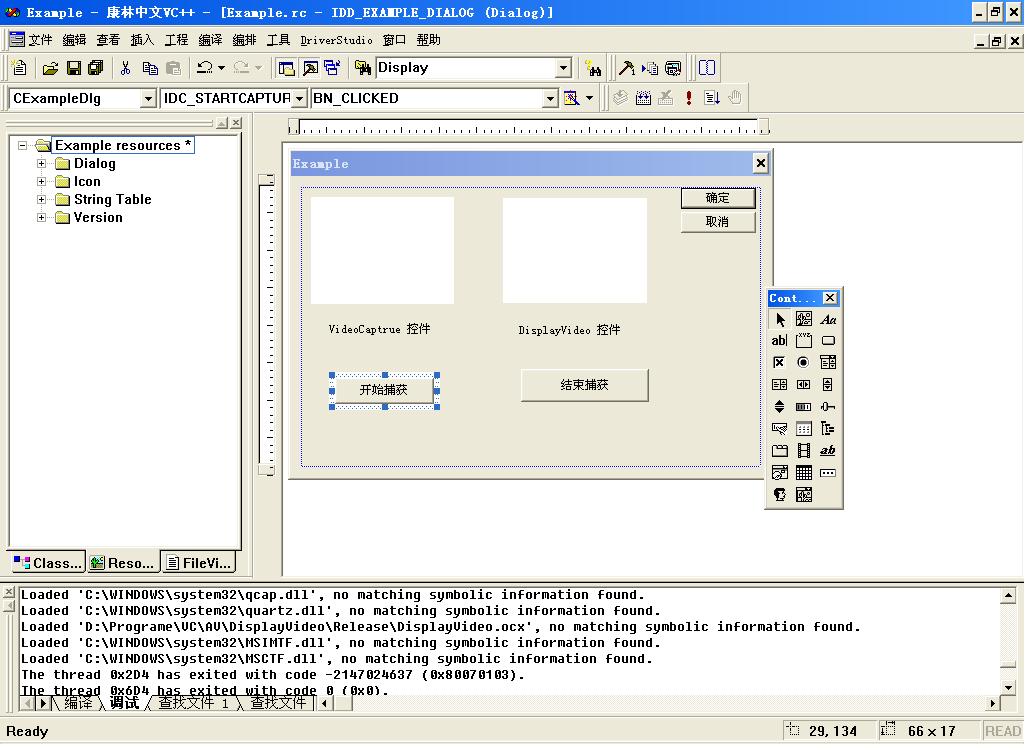 Example - 康林中文VC++ - [Example.rc - IDD_EXAMPLE_DIALOG (Dialog)]
文件 编辑 查看 插入 工程 编译 编排 工具 DriverStudio 窗口 帮助
Display
CExampleDlg IDC_STARTCAPTUR BN_CLICKED
Example resources *
Dialog
Icon
String Table
Version
Class... Reso... FileVi...
Example
确定
取消
VideoCaptrue 控件 DisplayVideo 控件
开始捕获 结束捕获
Cont...
Aa
ab|
xyz
ab
Loaded 'C:\WINDOWS\system32\qcap.dll', no matching symbolic information found.
Loaded 'C:\WINDOWS\system32\quartz.dll', no matching symbolic information found.
Loaded 'D:\Programe\VC\AV\DisplayVideo\Release\DisplayVideo.ocx', no matching symbolic information found.
Loaded 'C:\WINDOWS\system32\MSIMTF.dll', no matching symbolic information found.
Loaded 'C:\WINDOWS\system32\MSCTF.dll', no matching symbolic information found.
The thread 0x2D4 has exited with code -2147024637 (0x80070103).
The thread 0x6D4 has exited with code 0 (0x0).
编译 调试 查找文件 1 查找文件
Ready 29, 134 66 × 17 READ